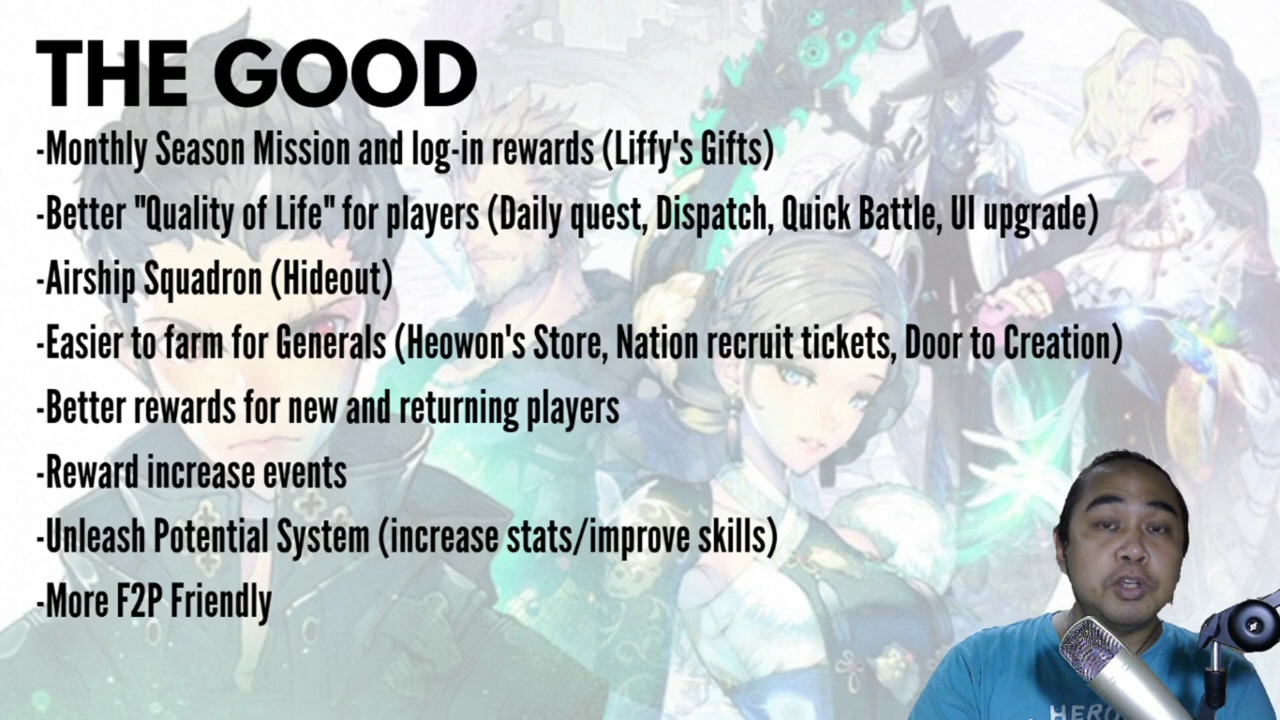 THE GOOD
-Monthly Season Mission and log-in rewards (Liffy's Gifts)
-Better "Quality of Life" for players (Daily quest, Dispatch, Quick Battle, UI upgrade)
-Airship Squadron (Hideout)
-Easier to farm for Generals (Heowon's Store, Nation recruit tickets, Door to Creation)
-Better rewards for new and returning players
-Reward increase events
-Unleash Potential System (increase stats/improve skills)
-More F2P Friendly